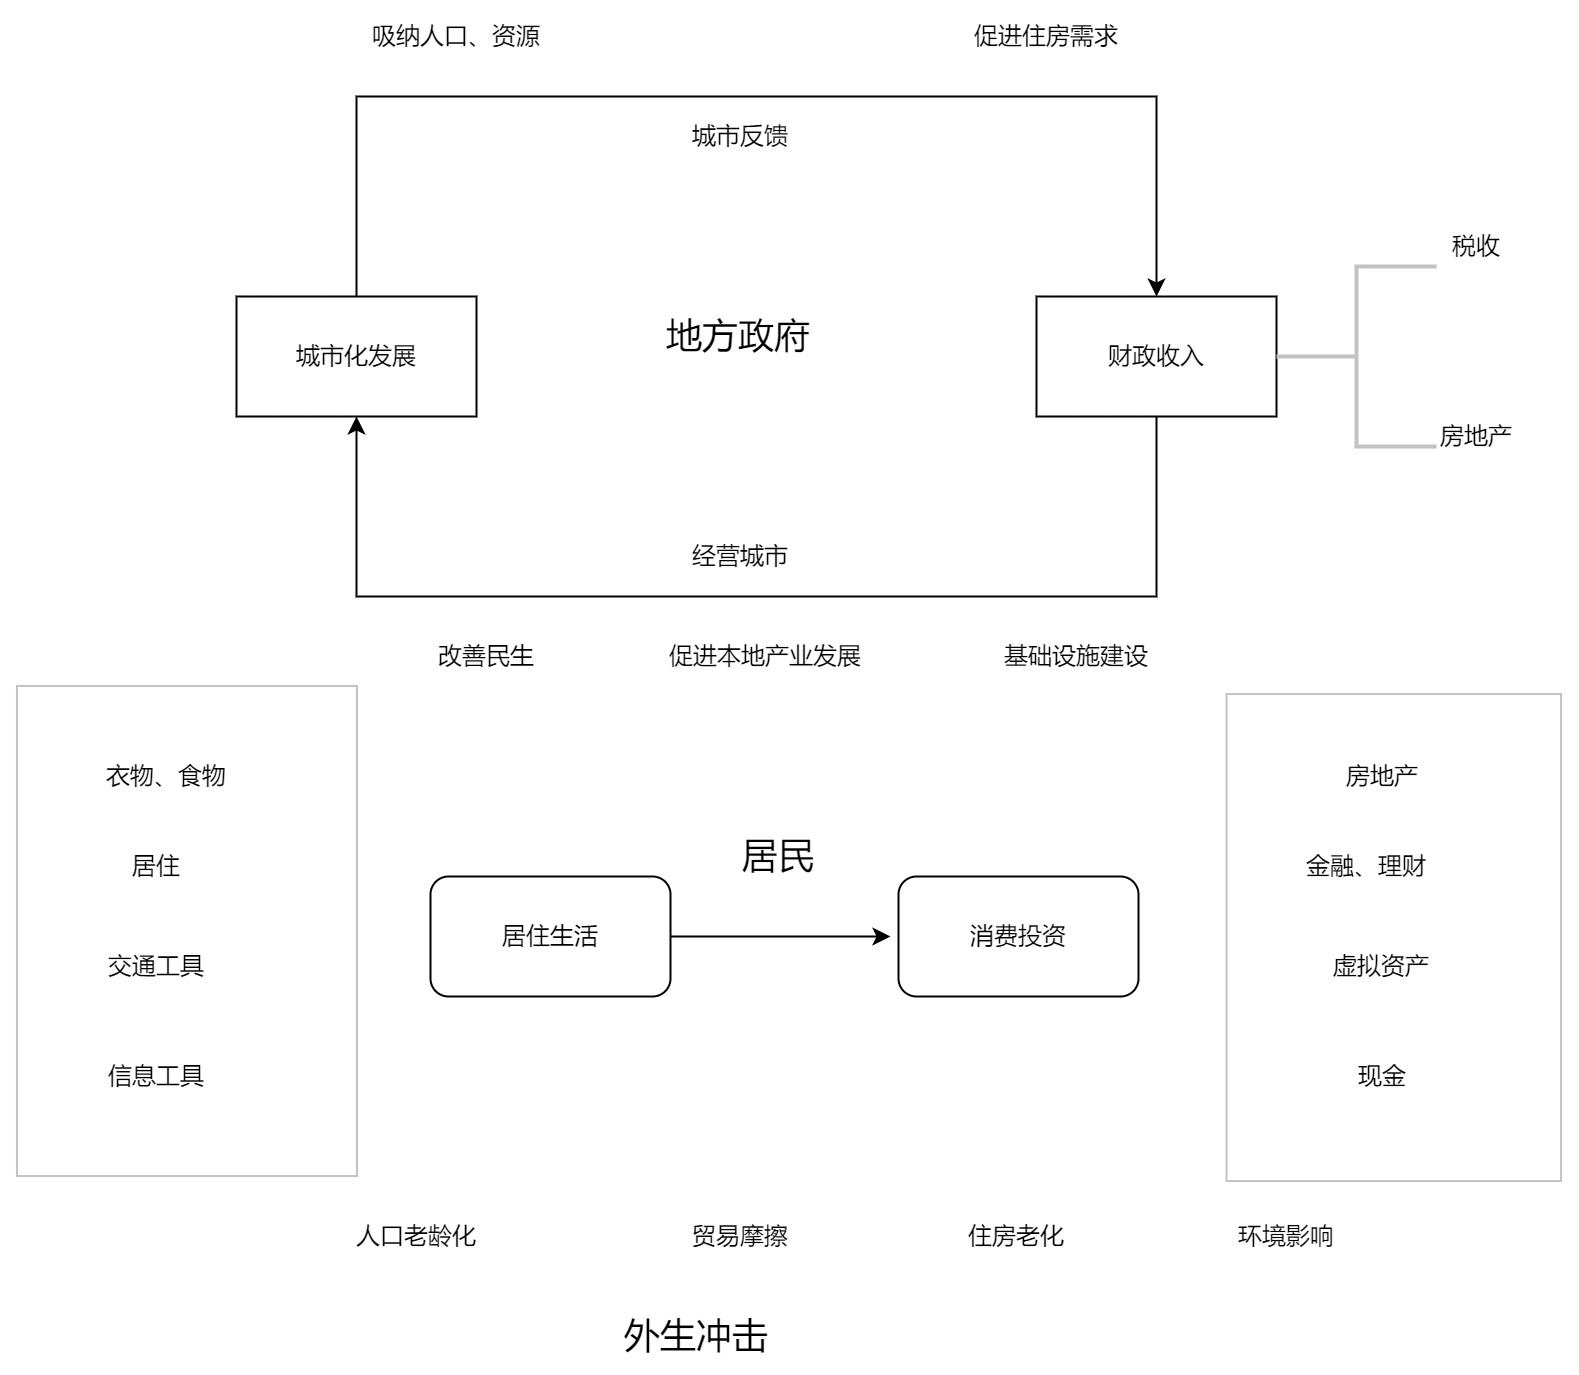 吸纳人口、资源
促进住房需求
城市反馈
税收
地方政府
城市化发展
财政收入
房地产
经营城市
改善民生
促进本地产业发展
基础设施建设
衣物、食物
房地产
居民
居住
金融、理财
居住生活
消费投资
交通工具
虚拟资产
信息工具
现金
人口老龄化
贸易摩擦
住房老化
环境影响
外生冲击